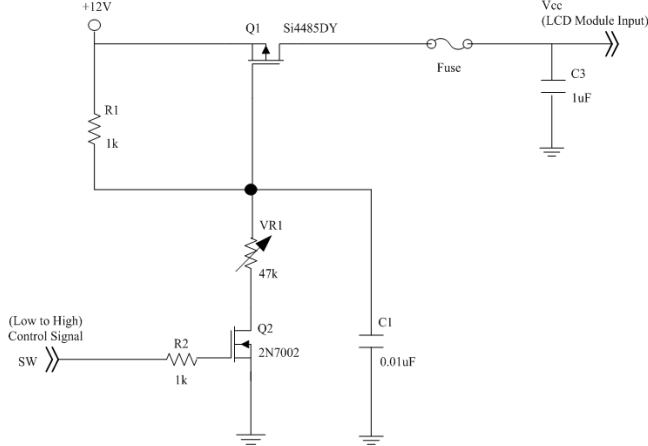 +12V
Q1
Si4485DY
Vcc
(LCD Module Input)
Fuse
C3
1uF
R1
1k
VR1
47k
(Low to High)
Control Signal
SW
R2
1k
Q2
2N7002
C1
0.01uF